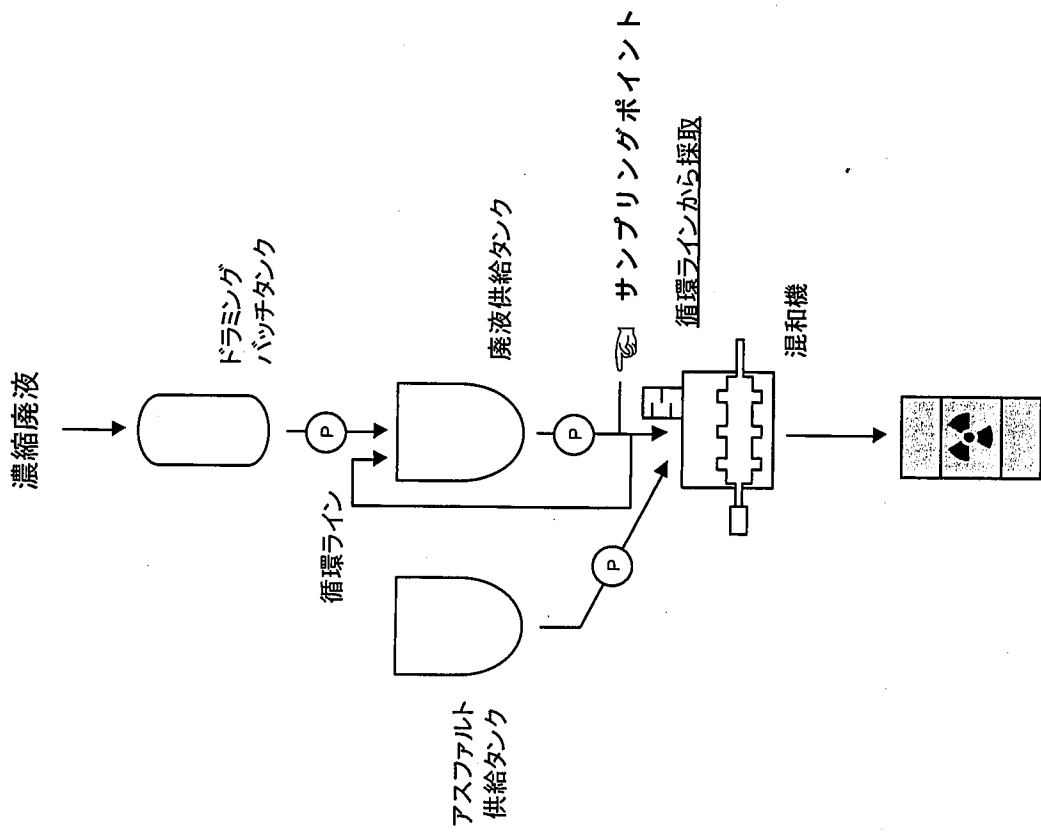 濃縮廃液
ドラミング
バッチタンク
P
循環ライン
廃液供給タンク
アスファルト
供給タンク
P
サンプリングポイント
循環ラインから採取
P
混和機